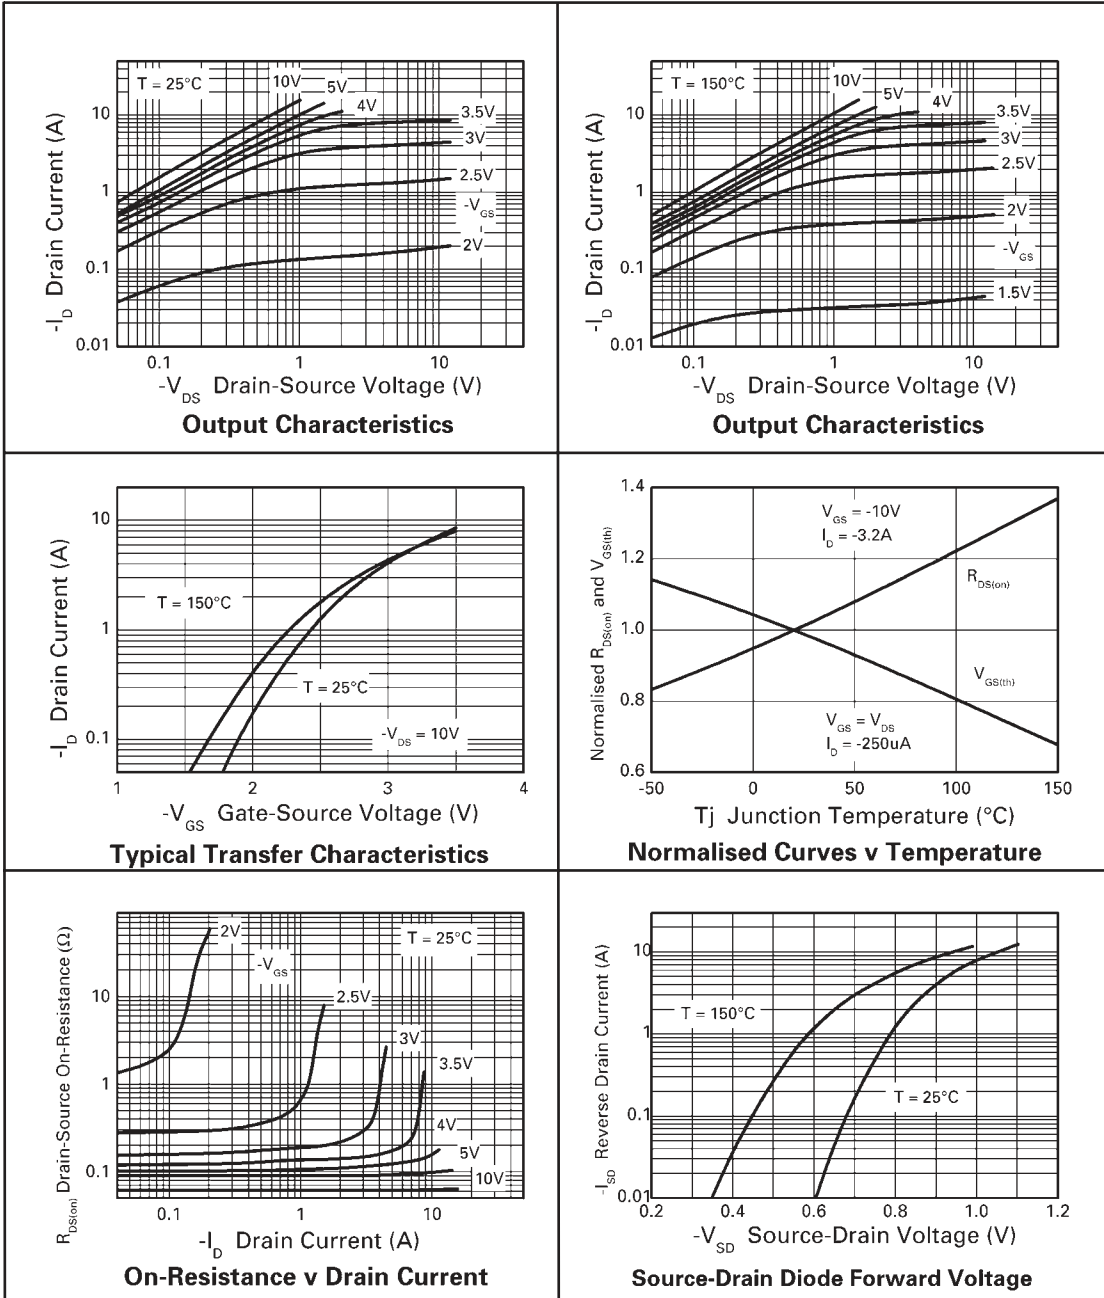 T = 25°C
10V
5V
4V
3.5V
3V
2.5V
-VGS
2V
10
1
0.1
0.01
-ID Drain Current (A)
0.1
1
10
-VDS Drain-Source Voltage (V)
Output Characteristics
T = 150°C
10V
5V
4V
3.5V
3V
2.5V
2V
-VGS
1.5V
10
1
0.1
0.01
-ID Drain Current (A)
0.1
1
10
-VDS Drain-Source Voltage (V)
Output Characteristics
10
1
0.1
-ID Drain Current (A)
T = 150°C
T = 25°C
-VDS = 10V
1
2
3
4
-VGS Gate-Source Voltage (V)
Typical Transfer Characteristics
1.4
1.2
1.0
0.8
0.6
Normalised RDS(on) and VGS(th)
VGS = -10V
ID = -3.2A
RDS(on)
VGS(th)
VGS = VDS
ID = -250uA
-50
0
50
100
150
Tj Junction Temperature (°C)
Normalised Curves v Temperature
RDS(on) Drain-Source On-Resistance (Ω)
2V
T = 25°C
-VGS
2.5V
3V
3.5V
4V
5V
10V
10
1
0.1
0.1
1
10
-ID Drain Current (A)
On-Resistance v Drain Current
-ISD Reverse Drain Current (A)
10
1
0.1
0.01
T = 150°C
T = 25°C
0.2
0.4
0.6
0.8
1.0
1.2
-VSD Source-Drain Voltage (V)
Source-Drain Diode Forward Voltage